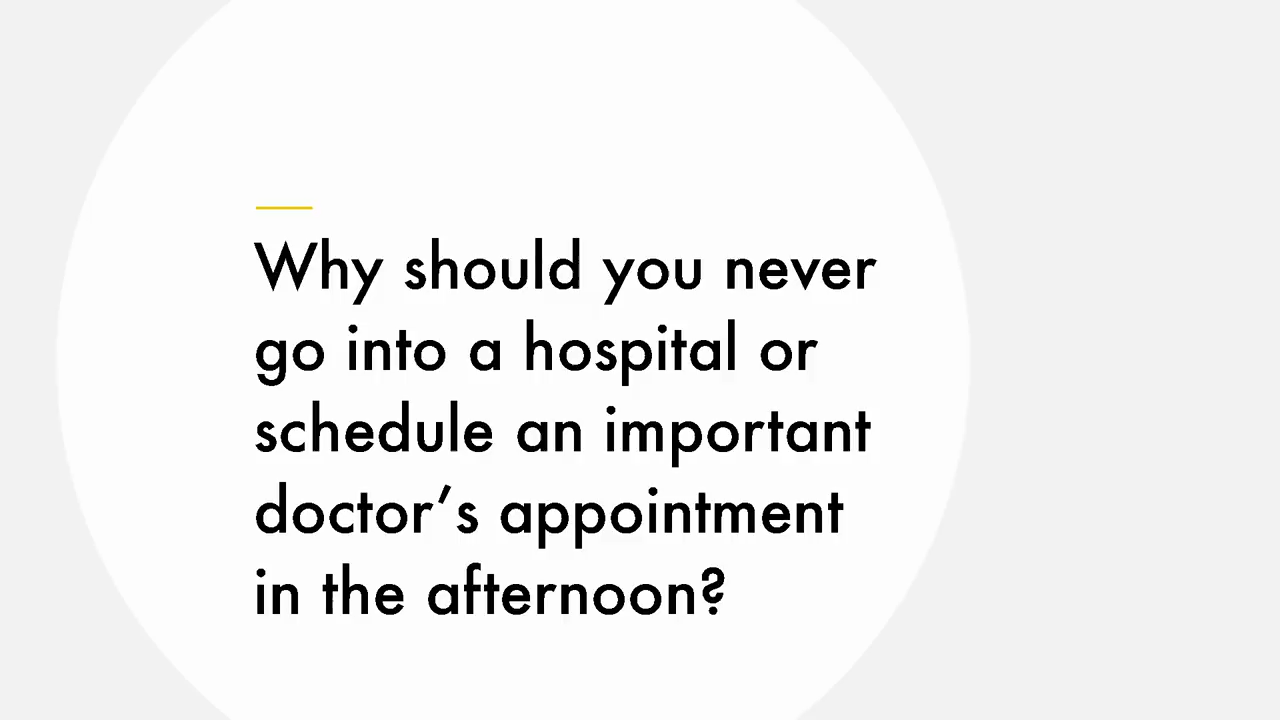 Why should you never
go into a hospital or
schedule an important
doctor’s appointment
in the afternoon?